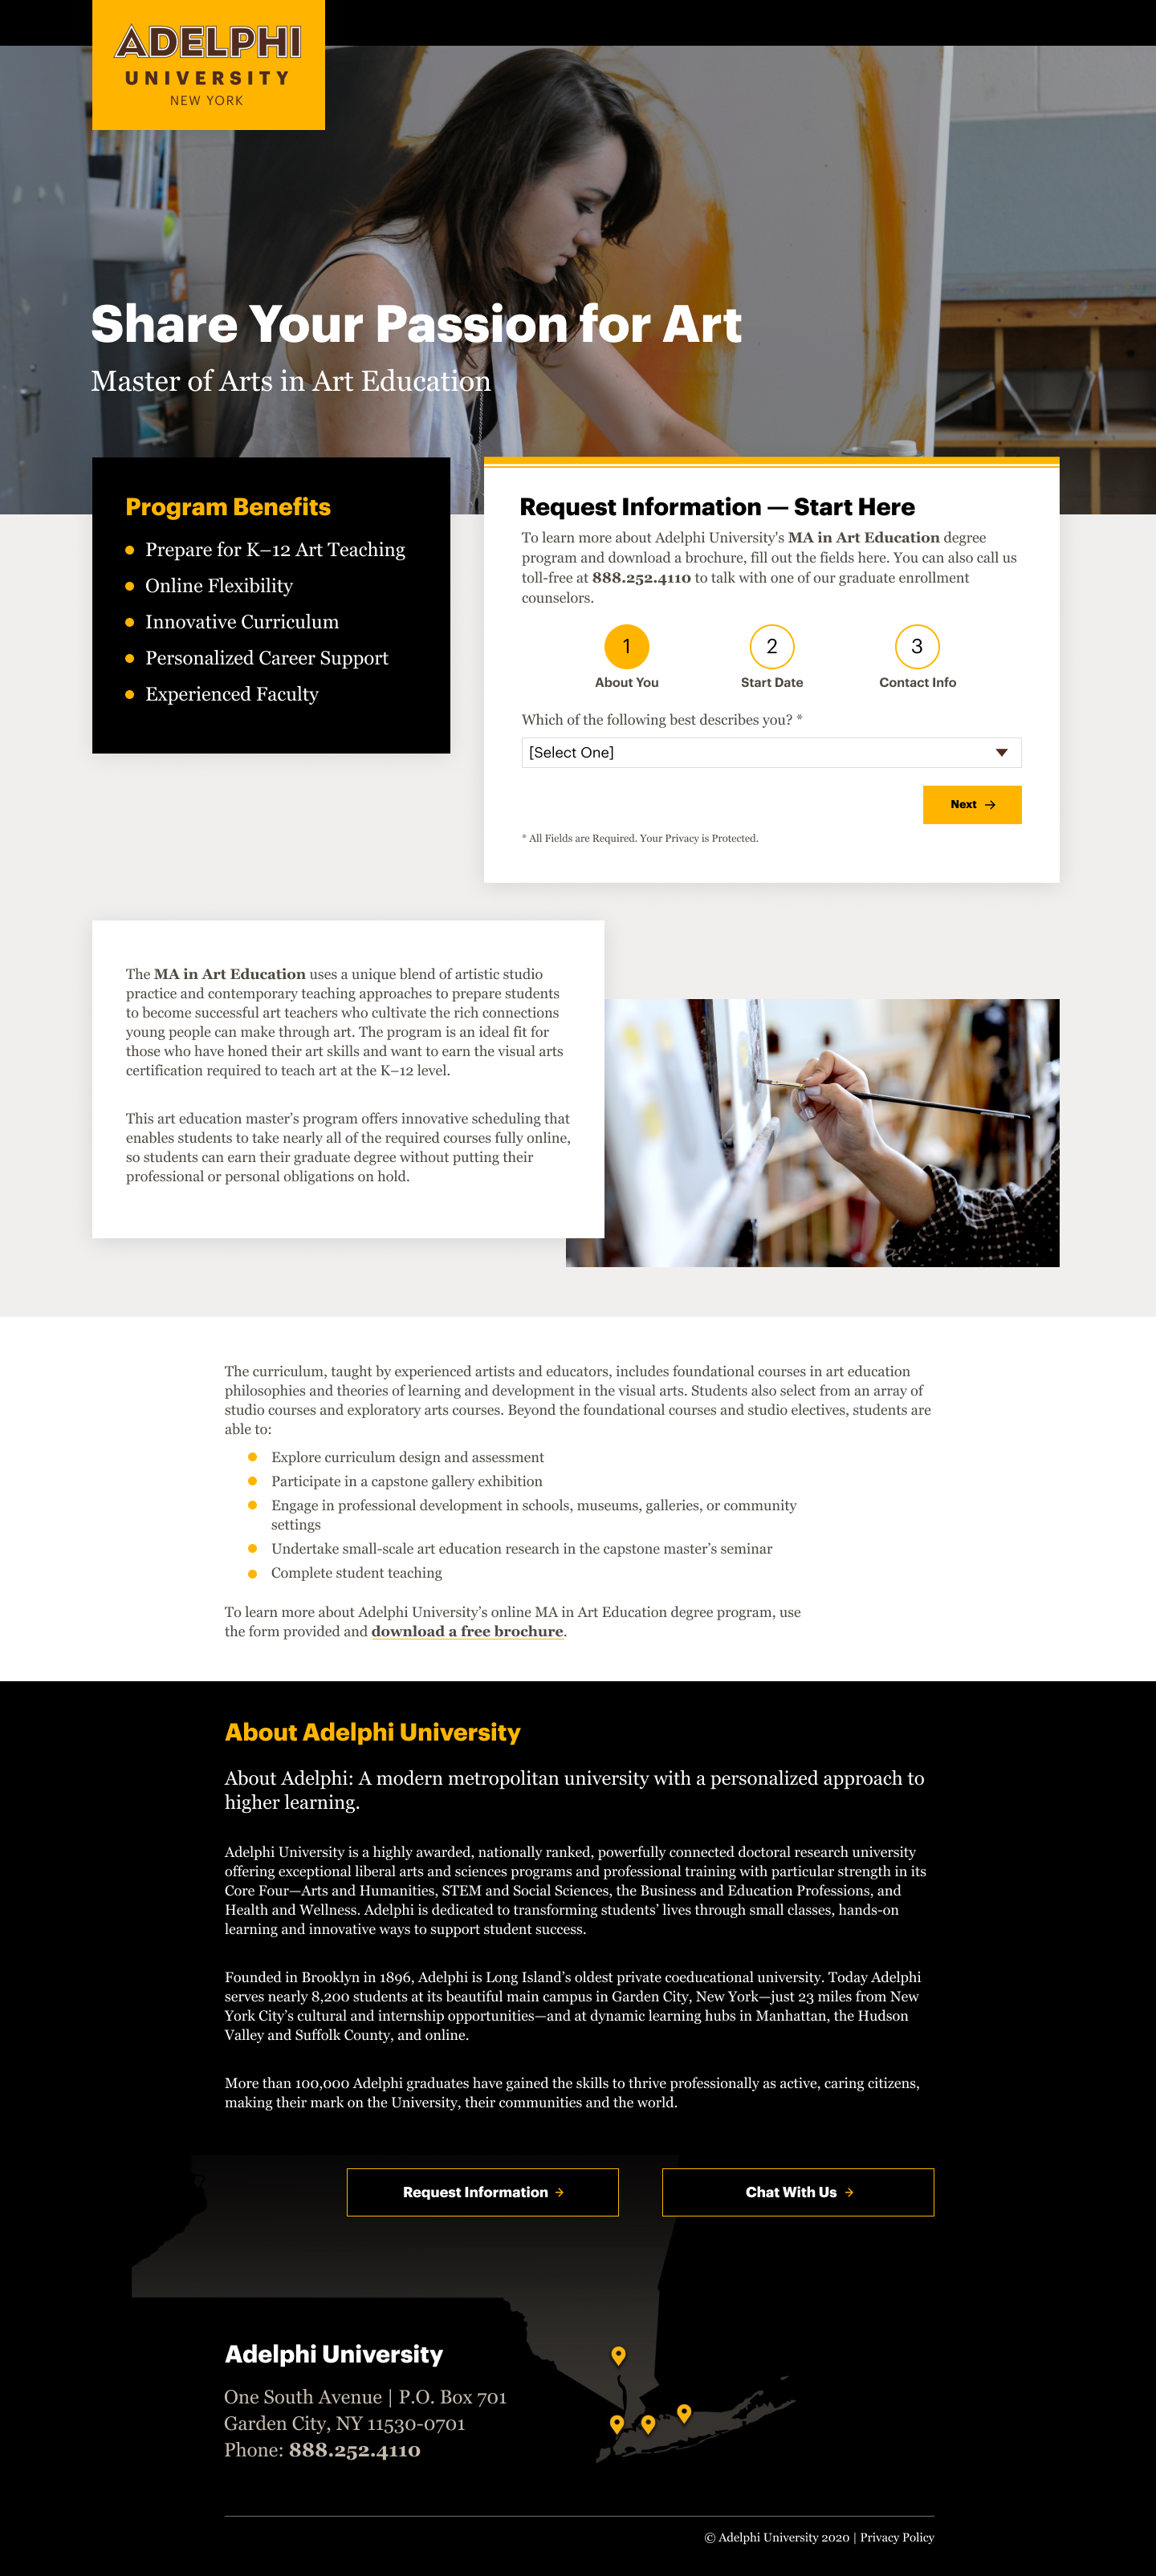 ADELPHI
UNIVERSITY
NEW YORK
Share Your Passion for Art
Master of Arts in Art Education
Program Benefits
Prepare for K–12 Art Teaching
Online Flexibility
Innovative Curriculum
Personalized Career Support
Experienced Faculty
Request Information — Start Here
To learn more about Adelphi University's MA in Art Education degree
program and download a brochure, fill out the fields here. You can also call us
toll-free at 888.252.4110 to talk with one of our graduate enrollment
counselors.
1 2 3
About You Start Date Contact Info
Which of the following best describes you? *
[Select One]
Next →
* All Fields are Required. Your Privacy is Protected.
The MA in Art Education uses a unique blend of artistic studio
practice and contemporary teaching approaches to prepare students
to become successful art teachers who cultivate the rich connections
young people can make through art. The program is an ideal fit for
those who have honed their art skills and want to earn the visual arts
certification required to teach art at the K–12 level.
This art education master’s program offers innovative scheduling that
enables students to take nearly all of the required courses fully online,
so students can earn their graduate degree without putting their
professional or personal obligations on hold.
The curriculum, taught by experienced artists and educators, includes foundational courses in art education
philosophies and theories of learning and development in the visual arts. Students also select from an array of
studio courses and exploratory arts courses. Beyond the foundational courses and studio electives, students are
able to:
Explore curriculum design and assessment
Participate in a capstone gallery exhibition
Engage in professional development in schools, museums, galleries, or community
settings
Undertake small-scale art education research in the capstone master’s seminar
Complete student teaching
To learn more about Adelphi University’s online MA in Art Education degree program, use
the form provided and download a free brochure.
About Adelphi University
About Adelphi: A modern metropolitan university with a personalized approach to
higher learning.
Adelphi University is a highly awarded, nationally ranked, powerfully connected doctoral research university
offering exceptional liberal arts and sciences programs and professional training with particular strength in its
Core Four—Arts and Humanities, STEM and Social Sciences, the Business and Education Professions, and
Health and Wellness. Adelphi is dedicated to transforming students’ lives through small classes, hands-on
learning and innovative ways to support student success.
Founded in Brooklyn in 1896, Adelphi is Long Island’s oldest private coeducational university. Today Adelphi
serves nearly 8,200 students at its beautiful main campus in Garden City, New York—just 23 miles from New
York City’s cultural and internship opportunities—and at dynamic learning hubs in Manhattan, the Hudson
Valley and Suffolk County, and online.
More than 100,000 Adelphi graduates have gained the skills to thrive professionally as active, caring citizens,
making their mark on the University, their communities and the world.
Request Information →
Chat With Us →
Adelphi University
One South Avenue | P.O. Box 701
Garden City, NY 11530-0701
Phone: 888.252.4110
© Adelphi University 2020 | Privacy Policy